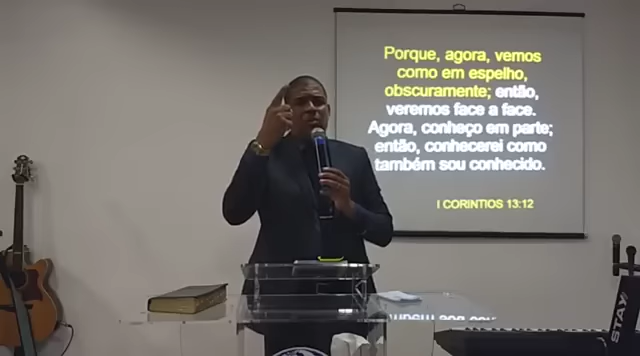 Porque, agora, vemos
como em espelho,
obscuramente; então,
veremos face a face.
Agora, conheço em parte;
então, conhecerei como
também sou conhecido.
I CORINTIOS 13:12
STAY